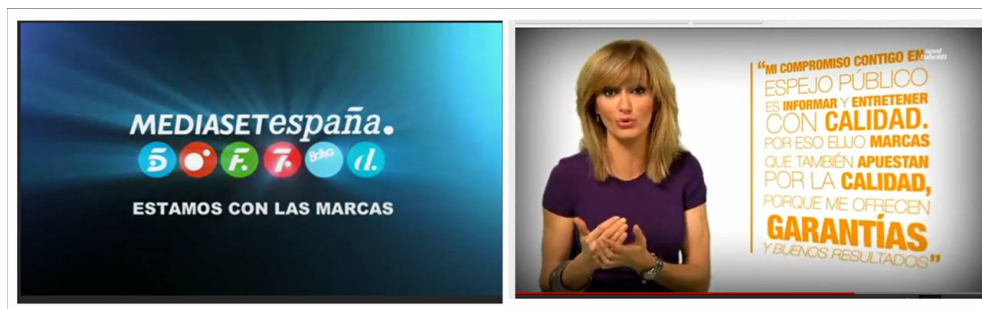 MEDIASETespaña.
5 F. 7. Boing d.
ESTAMOS CON LAS MARCAS
“MI COMPROMISO CONTIGO EN
ESPEJO PÚBLICO
ES INFORMAR Y ENTRETENER
CON CALIDAD.
POR ESO ELIJO MARCAS
QUE TAMBIÉN APUESTAN
POR LA CALIDAD,
PORQUE ME OFRECEN
GARANTÍAS
Y BUENOS RESULTADOS”